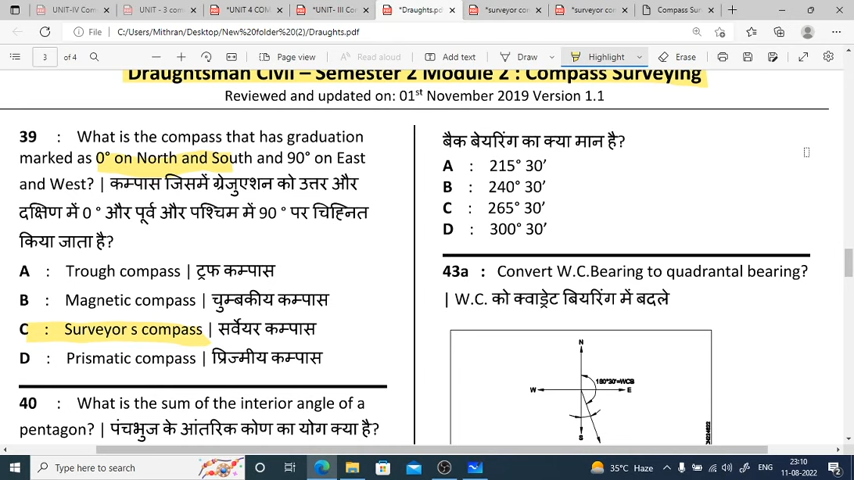 UNIT-IV Com
UNIT - 3 com
*UNIT 4 COM
*UNIT- III Co
*Draughts.pdf
*surveyor co
*surveyor co
Compass Sur
File
C:/Users/Mithran/Desktop/New%20folder%20(2)/Draughts.pdf
3 of 4
Page view
Read aloud
Add text
Draw
Highlight
Erase
Draughtsman Civil – Semester 2 Module 2 : Compass Surveying
Reviewed and updated on: 01st November 2019 Version 1.1
39 : What is the compass that has graduation
marked as 0° on North and South and 90° on East
and West? | कम्पास जिसमें ग्रेजुएशन को उत्तर और
दक्षिण में 0 ° और पूर्व और पश्चिम में 90 ° पर चिह्नित
किया जाता है?
A : Trough compass | ट्रफ कम्पास
B : Magnetic compass | चुम्बकीय कम्पास
C : Surveyor s compass | सर्वेयर कम्पास
D : Prismatic compass | प्रिज्मीय कम्पास
40 : What is the sum of the interior angle of a
pentagon? | पंचभुज के आंतरिक कोण का योग क्या है?
बैक बेयरिंग का क्या मान है?
A : 215° 30′
B : 240° 30′
C : 265° 30′
D : 300° 30′
43a : Convert W.C.Bearing to quadrantal bearing?
| W.C. को क्वाड्रेट बियरिंग में बदले
N
160°30'=WCB
W
E
S
Type here to search
35°C Haze
ENG
23:10
11-08-2022
2